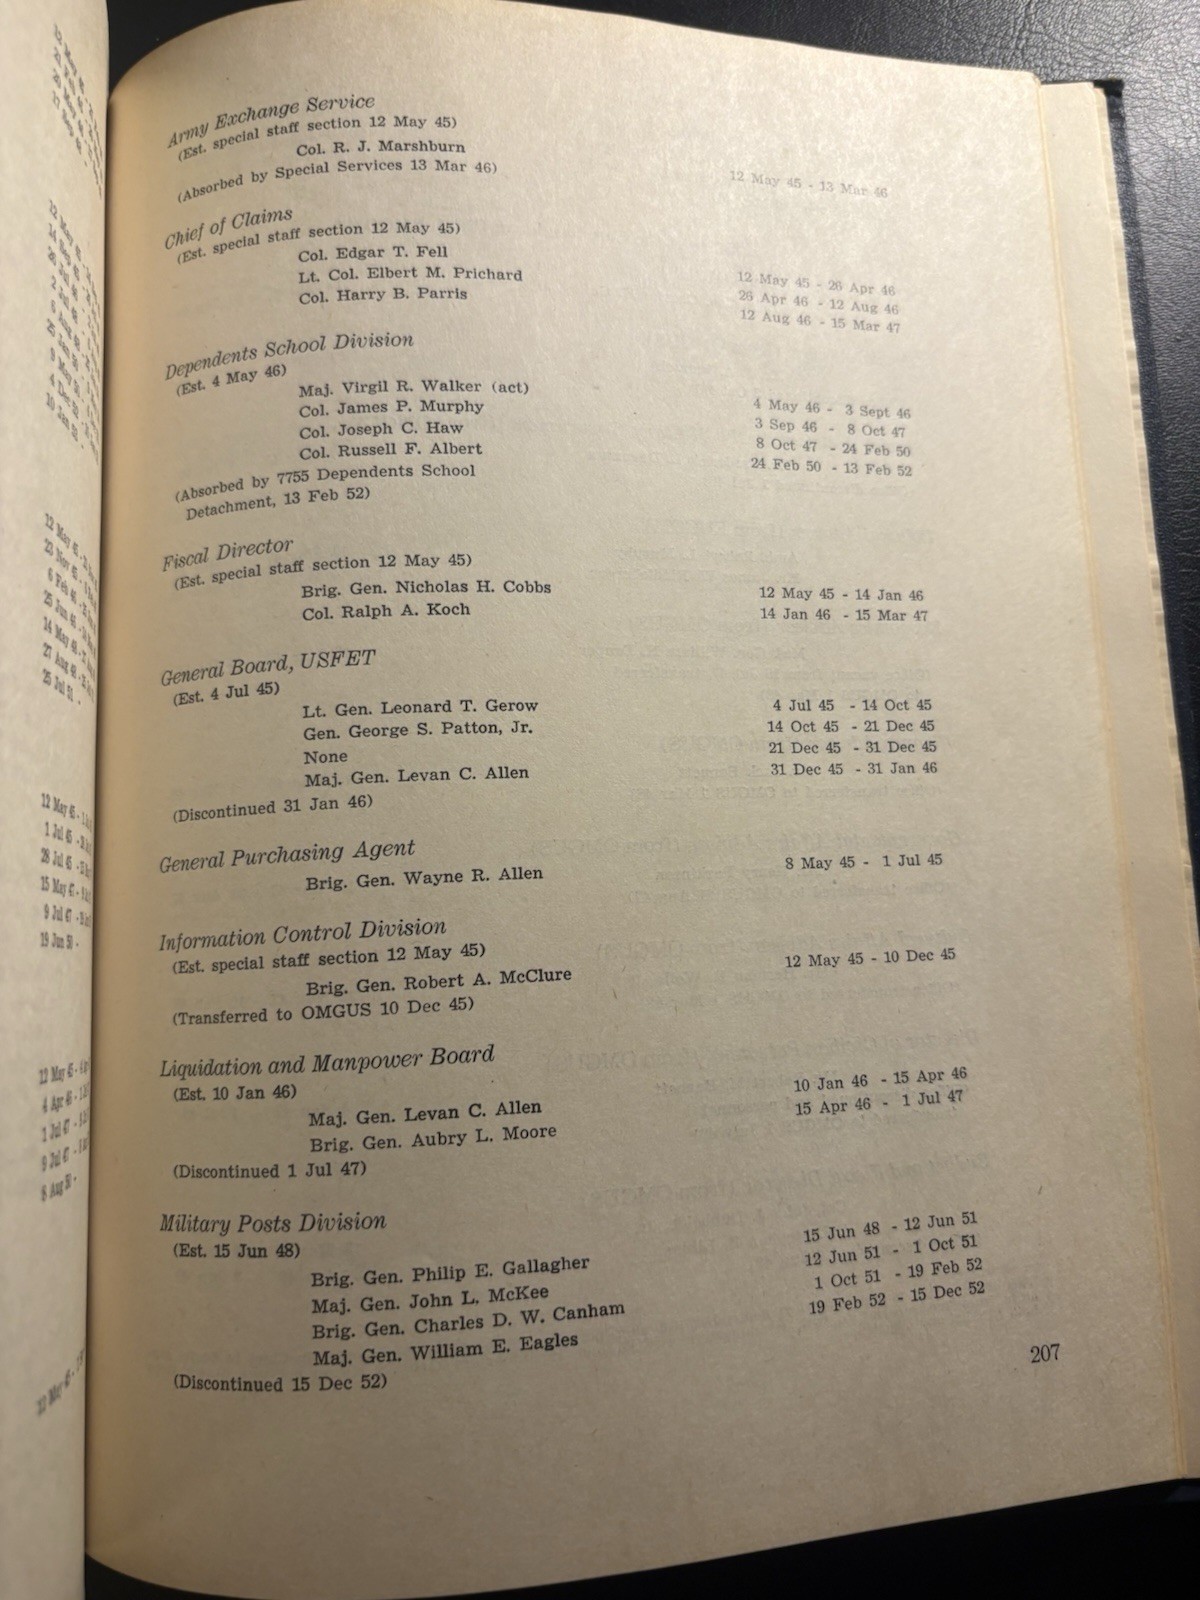 Army Exchange Service
(Est. special staff section 12 May 45)
Col. R. J. Marshburn 12 May 45 - 13 Mar 46
(Absorbed by Special Services 13 Mar 46)
Chief of Claims
(Est. special staff section 12 May 45)
Col. Edgar T. Fell 12 May 45 - 26 Apr 46
Lt. Col. Elbert M. Prichard 26 Apr 46 - 12 Aug 46
Col. Harry B. Parris 12 Aug 46 - 15 Mar 47
Dependents School Division
(Est. 4 May 46)
Maj. Virgil R. Walker (act) 4 May 46 - 3 Sept 46
Col. James P. Murphy 3 Sep 46 - 8 Oct 47
Col. Joseph C. Haw 8 Oct 47 - 24 Feb 50
Col. Russell F. Albert 24 Feb 50 - 13 Feb 52
(Absorbed by 7755 Dependents School
Detachment, 13 Feb 52)
Fiscal Director
(Est. special staff section 12 May 45)
Brig. Gen. Nicholas H. Cobbs 12 May 45 - 14 Jan 46
Col. Ralph A. Koch 14 Jan 46 - 15 Mar 47
General Board, USFET
(Est. 4 Jul 45)
Lt. Gen. Leonard T. Gerow 4 Jul 45 - 14 Oct 45
Gen. George S. Patton, Jr. 14 Oct 45 - 21 Dec 45
None 21 Dec 45 - 31 Dec 45
Maj. Gen. Levan C. Allen 31 Dec 45 - 31 Jan 46
(Discontinued 31 Jan 46)
General Purchasing Agent
Brig. Gen. Wayne R. Allen 8 May 45 - 1 Jul 45
Information Control Division
(Est. special staff section 12 May 45)
Brig. Gen. Robert A. McClure 12 May 45 - 10 Dec 45
(Transferred to OMGUS 10 Dec 45)
Liquidation and Manpower Board
(Est. 10 Jan 46)
Maj. Gen. Levan C. Allen 10 Jan 46 - 15 Apr 46
Brig. Gen. Aubry L. Moore 15 Apr 46 - 1 Jul 47
(Discontinued 1 Jul 47)
Military Posts Division
(Est. 15 Jun 48)
Brig. Gen. Philip E. Gallagher 15 Jun 48 - 12 Jun 51
Maj. Gen. John L. McKee 12 Jun 51 - 1 Oct 51
Brig. Gen. Charles D. W. Canham 1 Oct 51 - 19 Feb 52
Maj. Gen. William E. Eagles 19 Feb 52 - 15 Dec 52
(Discontinued 15 Dec 52)
207